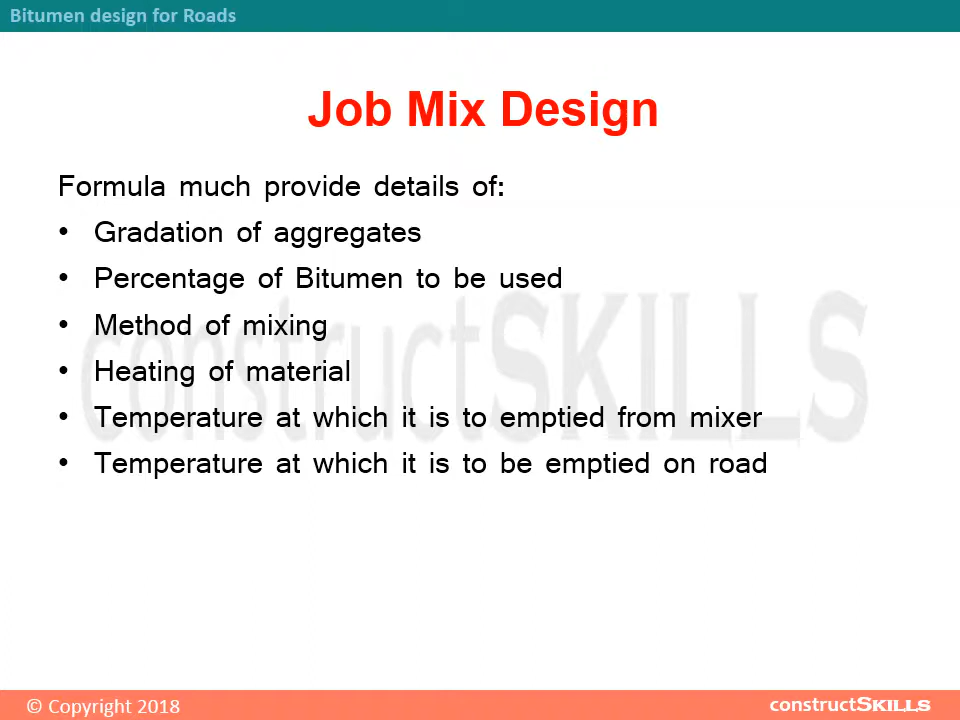 Bitumen design for Roads
Job Mix Design
Formula much provide details of:
• Gradation of aggregates
• Percentage of Bitumen to be used
• Method of mixing
• Heating of material
• Temperature at which it is to emptied from mixer
• Temperature at which it is to be emptied on road
constructSKILLS
© Copyright 2018
constructSKILLS